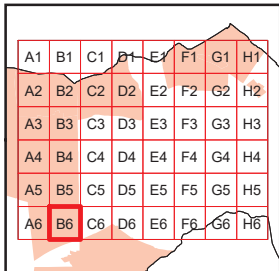 A1 B1 C1 D1 E1 F1 G1 H1
A2 B2 C2 D2 E2 F2 G2 H2
A3 B3 C3 D3 E3 F3 G3 H3
A4 B4 C4 D4 E4 F4 G4 H4
A5 B5 C5 D5 E5 F5 G5 H5
A6 B6 C6 D6 E6 F6 G6 H6